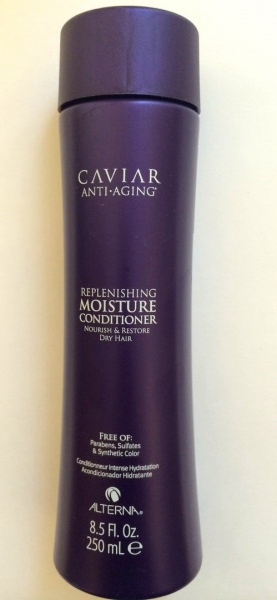 CAVIAR
ANTI-AGING®
REPLENISHING
MOISTURE
CONDITIONER
NOURISH & RESTORE
DRY HAIR
FREE OF:
Parabens, Sulfates
& Synthetic Color
Conditionneur Intense Hydratation
Acondicionador Hidratante
ALTERNA®
8.5 Fl. Oz.
250 mL ℮